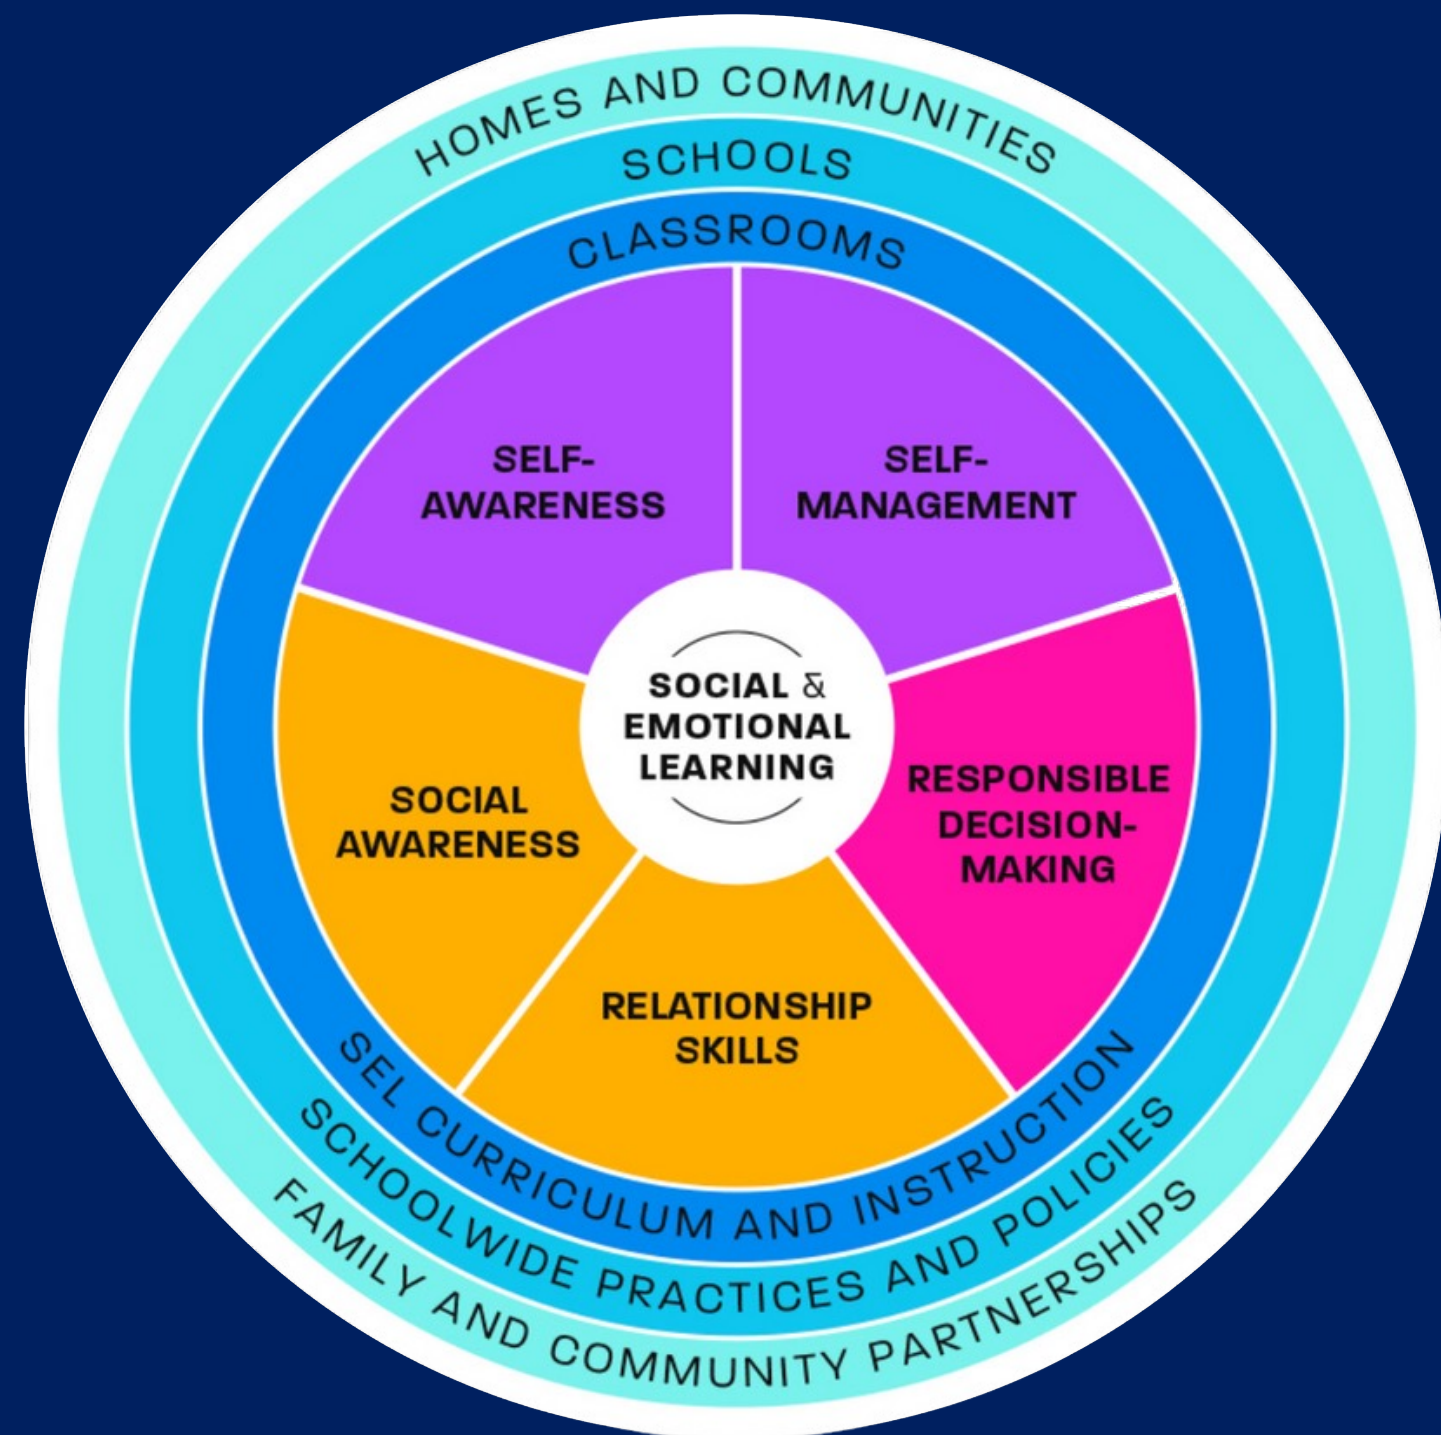 HOMES AND COMMUNITIES
SCHOOLS
CLASSROOMS
SELF-
AWARENESS
SELF-
MANAGEMENT
SOCIAL &
EMOTIONAL
LEARNING
SOCIAL
AWARENESS
RESPONSIBLE
DECISION-
MAKING
RELATIONSHIP
SKILLS
SEL CURRICULUM AND INSTRUCTION
SCHOOLWIDE PRACTICES AND POLICIES
FAMILY AND COMMUNITY PARTNERSHIPS